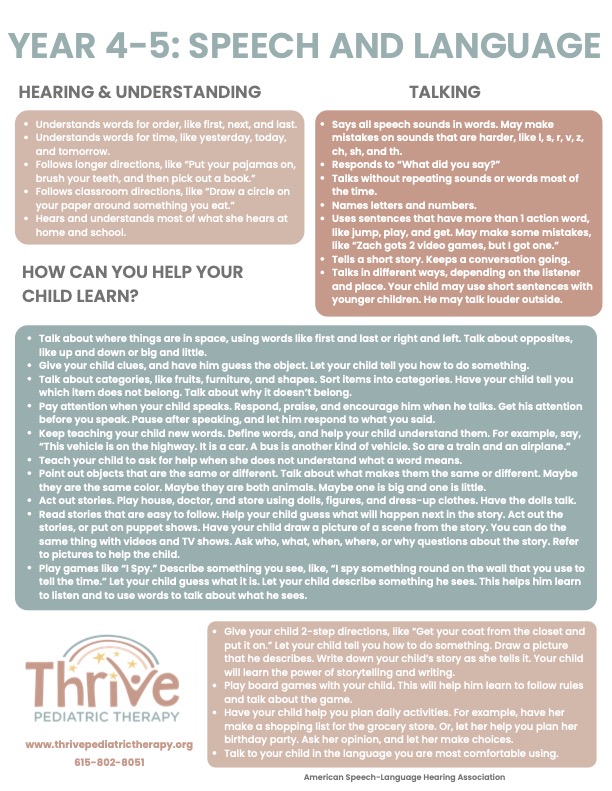 YEAR 4-5: SPEECH AND LANGUAGE
HEARING & UNDERSTANDING
• Understands words for order, like first, next, and last.
• Understands words for time, like yesterday, today,
and tomorrow.
• Follows longer directions, like "Put your pajamas on,
brush your teeth, and then pick out a book."
• Follows classroom directions, like "Draw a circle on
your paper around something you eat."
• Hears and understands most of what she hears at
home and school.
TALKING
• Says all speech sounds in words. May make
mistakes on sounds that are harder, like l, s, r, v, z,
ch, sh, and th.
• Responds to "What did you say?"
• Talks without repeating sounds or words most of
the time.
• Names letters and numbers.
• Uses sentences that have more than 1 action word,
like jump, play, and get. May make some mistakes,
like "Zach gots 2 video games, but I got one."
• Tells a short story. Keeps a conversation going.
• Talks in different ways, depending on the listener
and place. Your child may use short sentences with
younger children. He may talk louder outside.
HOW CAN YOU HELP YOUR
CHILD LEARN?
• Talk about where things are in space, using words like first and last or right and left. Talk about opposites,
like up and down or big and little.
• Give your child clues, and have him guess the object. Let your child tell you how to do something.
• Talk about categories, like fruits, furniture, and shapes. Sort items into categories. Have your child tell you
which item does not belong. Talk about why it doesn't belong.
• Pay attention when your child speaks. Respond, praise, and encourage him when he talks. Get his attention
before you speak. Pause after speaking, and let him respond to what you said.
• Keep teaching your child new words. Define words, and help your child understand them. For example, say,
"This vehicle is on the highway. It is a car. A bus is another kind of vehicle. So are a train and an airplane."
• Teach your child to ask for help when she does not understand what a word means.
• Point out objects that are the same or different. Talk about what makes them the same or different. Maybe
they are the same color. Maybe they are both animals. Maybe one is big and one is little.
• Act out stories. Play house, doctor, and store using dolls, figures, and dress-up clothes. Have the dolls talk.
• Read stories that are easy to follow. Help your child guess what will happen next in the story. Act out the
stories, or put on puppet shows. Have your child draw a picture of a scene from the story. You can do the
same thing with videos and TV shows. Ask who, what, when, where, or why questions about the story. Refer
to pictures to help the child.
• Play games like "I Spy." Describe something you see, like, "I spy something round on the wall that you use to
tell the time." Let your child guess what it is. Let your child describe something he sees. This helps him learn
to listen and to use words to talk about what he sees.
Thrive
PEDIATRIC THERAPY
www.thrivepediatrictherapy.org
615-802-8051
• Give your child 2-step directions, like "Get your coat from the closet and
put it on." Let your child tell you how to do something. Draw a picture
that he describes. Write down your child's story as she tells it. Your child
will learn the power of storytelling and writing.
• Play board games with your child. This will help him learn to follow rules
and talk about the game.
• Have your child help you plan daily activities. For example, have her
make a shopping list for the grocery store. Or, let her help you plan her
birthday party. Ask her opinion, and let her make choices.
• Talk to your child in the language you are most comfortable using.
American Speech-Language Hearing Association